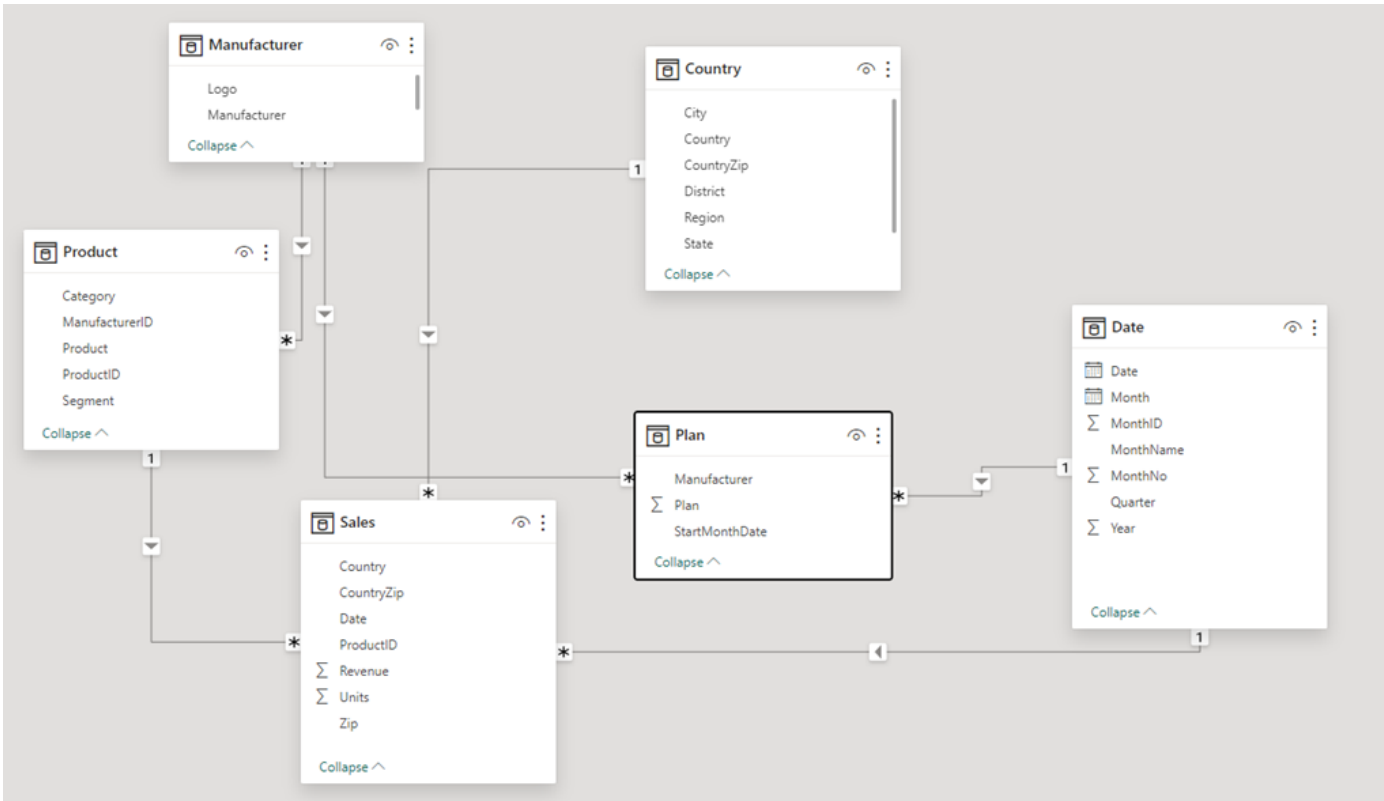 Manufacturer
Logo
Manufacturer
Collapse
Country
City
Country
CountryZip
District
Region
State
Collapse
1
Product
Category
ManufacturerID
Product
ProductID
Segment
Collapse
*
1
*
Date
Date
Month
MonthID
MonthName
MonthNo
Quarter
Year
Collapse
1
1
Plan
Manufacturer
Plan
StartMonthDate
Collapse
*
*
Sales
Country
CountryZip
Date
ProductID
Revenue
Units
Zip
Collapse
*
*